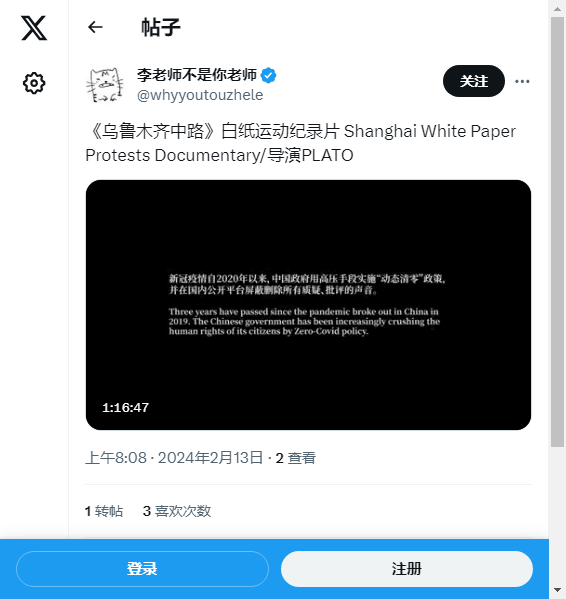 帖子
李老师不是你老师
@whyyoutouzhele
关注
《乌鲁木齐中路》白纸运动纪录片 Shanghai White Paper
Protests Documentary/导演PLATO
新冠疫情自2020年以来, 中国政府用高压手段实施“动态清零”政策,
并在国内公开平台屏蔽删除所有质疑、批评的声音。
Three years have passed since the pandemic broke out in China in
2019. The Chinese government has been increasingly crushing the
human rights of its citizens by Zero-Covid policy.
1:16:47
上午8:08 · 2024年2月13日 · 2 查看
1 转帖 3 喜欢次数
登录 注册